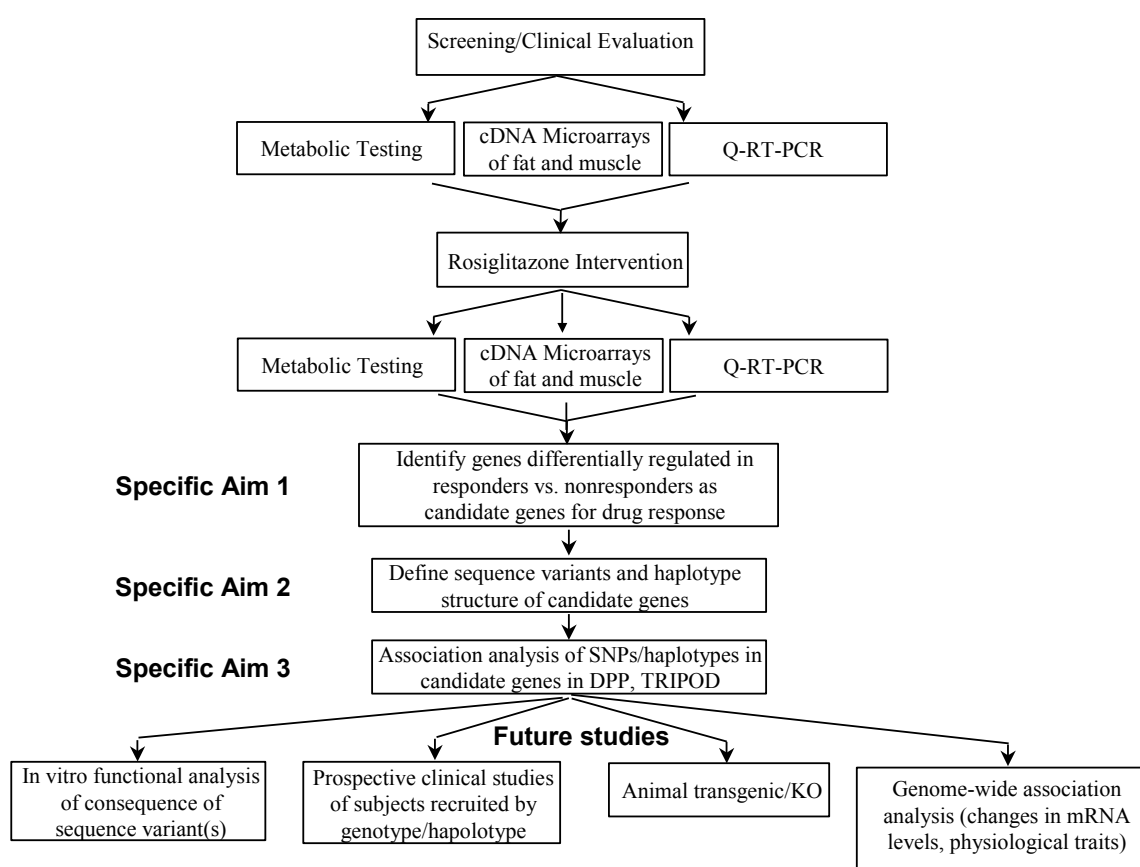 Screening/Clinical Evaluation
Metabolic Testing
cDNA Microarrays
of fat and muscle
Q-RT-PCR
Rosiglitazone Intervention
Metabolic Testing
cDNA Microarrays
of fat and muscle
Q-RT-PCR
Specific Aim 1
Identify genes differentially regulated in
responders vs. nonresponders as
candidate genes for drug response
Specific Aim 2
Define sequence variants and haplotype
structure of candidate genes
Specific Aim 3
Association analysis of SNPs/haplotypes in
candidate genes in DPP, TRIPOD
Future studies
In vitro functional analysis
of consequence of
sequence variant(s)
Prospective clinical studies
of subjects recruited by
genotype/hapolotype
Animal transgenic/KO
Genome-wide association
analysis (changes in mRNA
levels, physiological traits)